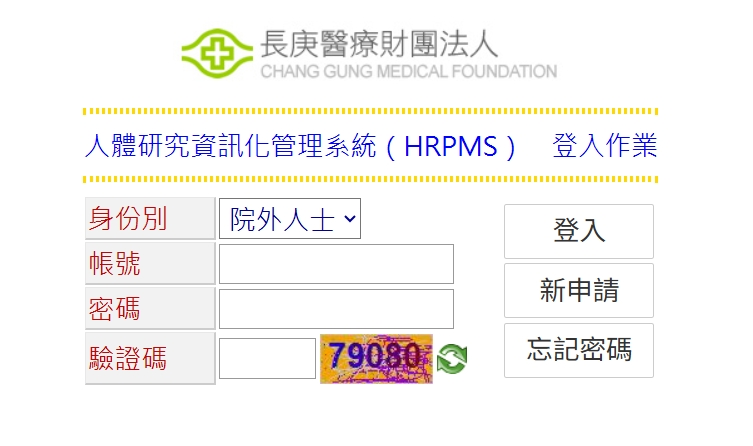 長庚醫療財團法人
CHANG GUNG MEDICAL FOUNDATION
人體研究資訊化管理系統（HRPMS） 登入作業
身份別 院外人士
登入
帳號
新申請
密碼
驗證碼 79080
忘記密碼